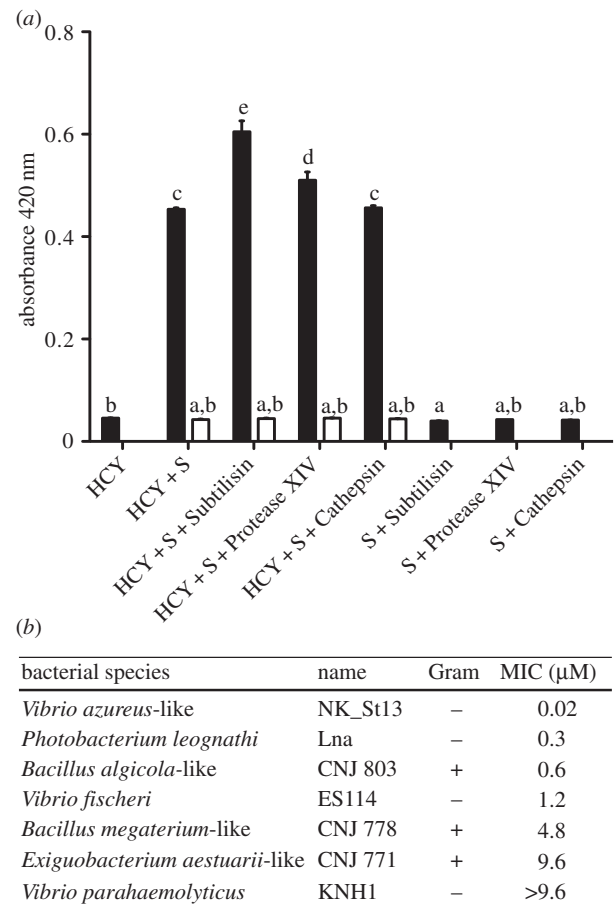 (a)
absorbance 420 nm
0.8
0.6
0.4
0.2
0
b
c
a,b
e
a,b
d
a,b
c
a,b
a
a,b
a,b
HCY
HCY + S
HCY + S + Subtilisin
HCY + S + Protease XIV
HCY + S + Cathepsin
S + Subtilisin
S + Protease XIV
S + Cathepsin
(b)
bacterial species name Gram MIC (μM)
Vibrio azureus-like NK_St13 – 0.02
Photobacterium leognathi Lna – 0.3
Bacillus algicola-like CNJ 803 + 0.6
Vibrio fischeri ES114 – 1.2
Bacillus megaterium-like CNJ 778 + 4.8
Exiguobacterium aestuarii-like CNJ 771 + 9.6
Vibrio parahaemolyticus KNH1 – >9.6